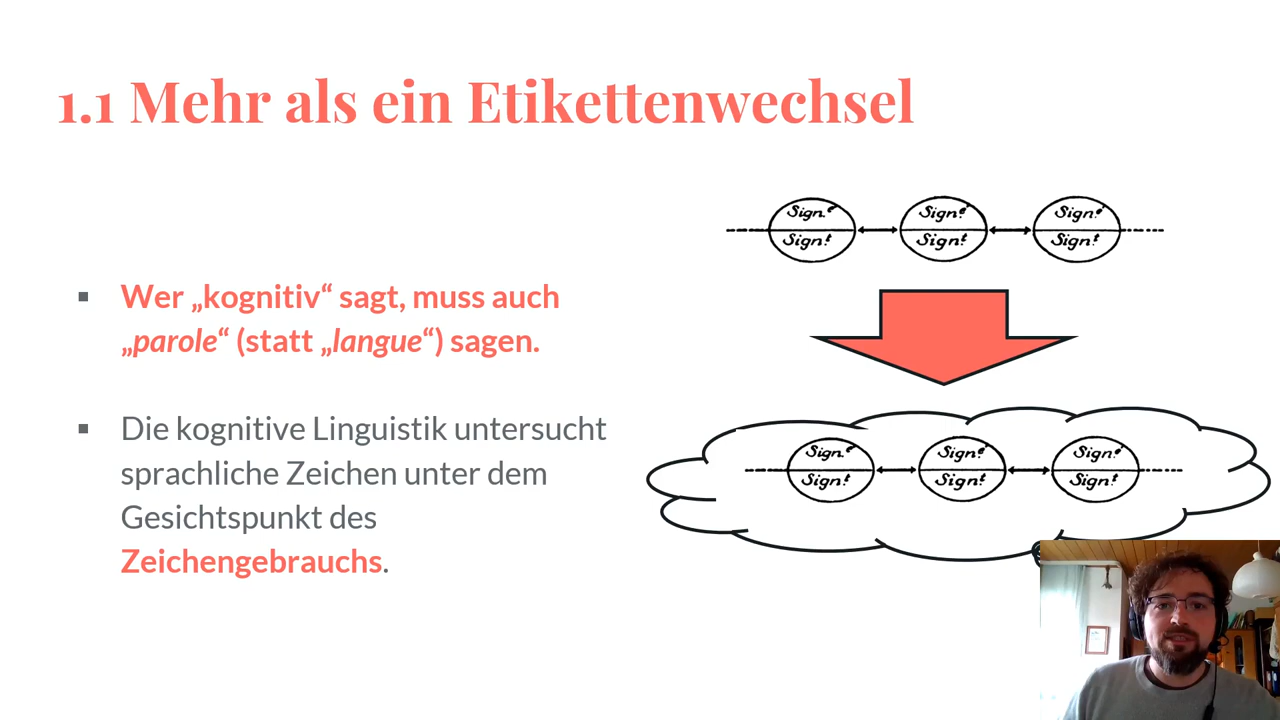 1.1 Mehr als ein Etikettenwechsel
Sign.e Sign.e Sign.e
Sign.t Sign.t Sign.t
▪ Wer „kognitiv“ sagt, muss auch
„parole“ (statt „langue“) sagen.
▪ Die kognitive Linguistik untersucht
sprachliche Zeichen unter dem
Gesichtspunkt des
Zeichengebrauchs.
Sign.e Sign.e Sign.e
Sign.t Sign.t Sign.t